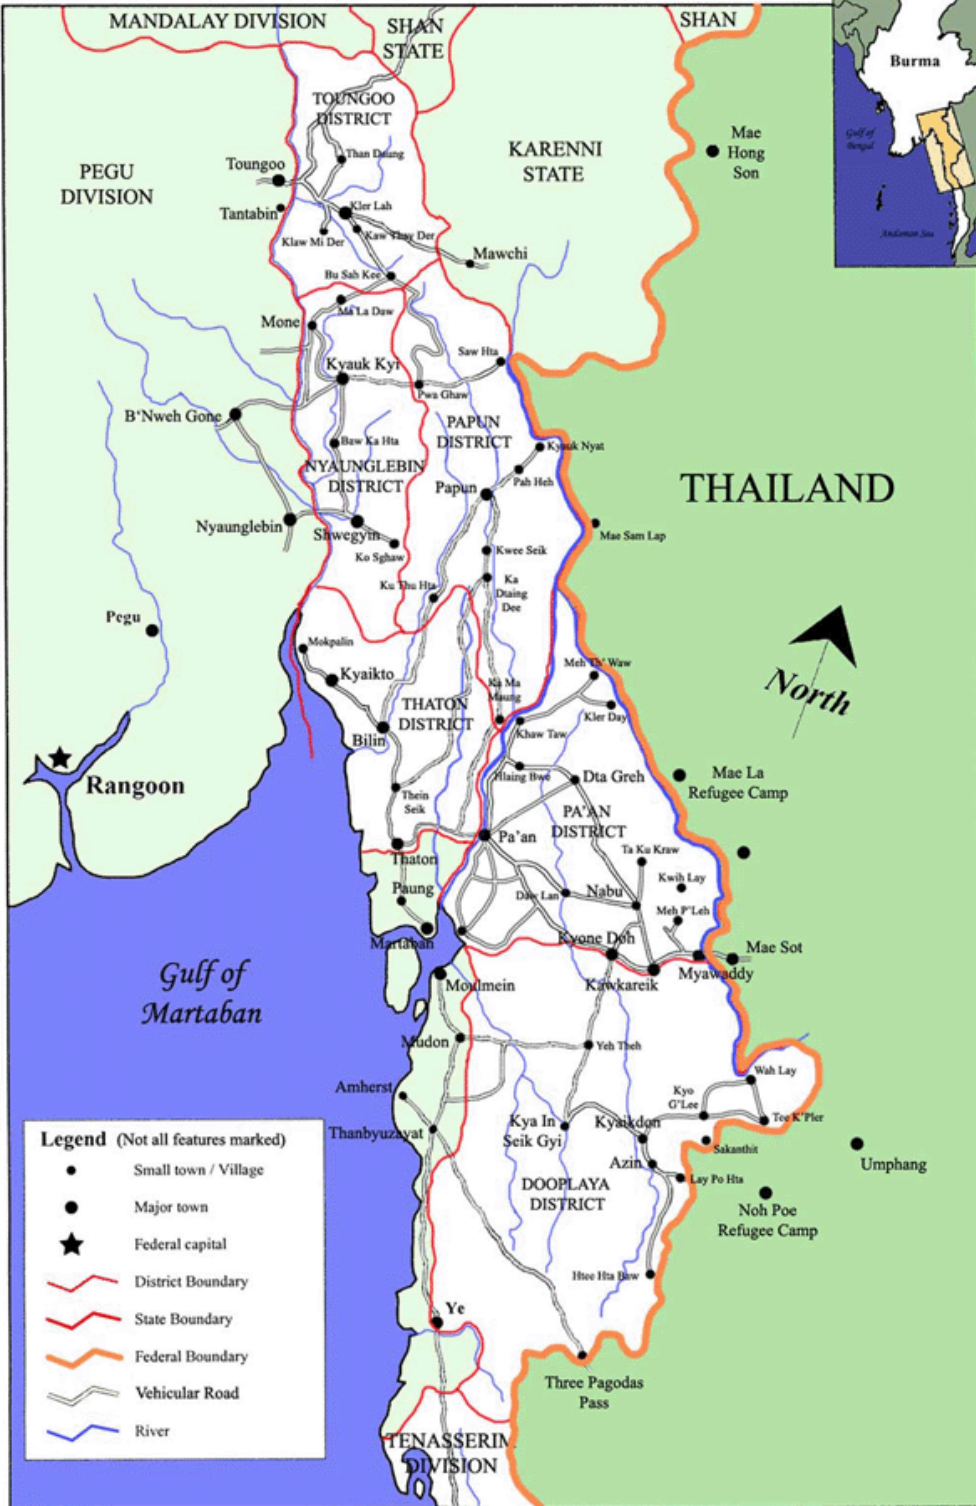 MANDALAY DIVISION
SHAN
STATE
SHAN
Burma
Gulf of
Bengal
Andaman Sea
TOUNGOO
DISTRICT
Mae
Hong
Son
KARENNI
STATE
PEGU
DIVISION
Than Daung
Toungoo
Tantabin
Kler Lah
Klaw Mi Der
Kaw Thay Der
Mawchi
Bu Sah Kee
Ma La Daw
Mone
Saw Hta
Kyauk Kyi
Pwa Ghaw
B'Nweh Gone
PAPUN
DISTRICT
Baw Ka Hta
Kyauk Nyat
NYAUNGLEBIN
DISTRICT
Pah Heh
Papun
THAILAND
Nyaunglebin
Shwegyin
Mae Sam Lap
Ko Sghaw
Kwee Seik
Ku Thu Hta
Ka
Dtaing
Dee
Pegu
Mokpalin
Meh Th' Waw
Kyaikto
Ka Ma
Maung
North
THATON
DISTRICT
Kler Day
Bilin
Khaw Taw
Rangoon
Hlaing Bwe
Dta Greh
Mae La
Refugee Camp
Thein
Seik
PA'AN
DISTRICT
Pa'an
Thaton
Ta Ku Kraw
Kwih Lay
Paung
Daw Lan
Nabu
Meh P'Leh
Martaban
Kyone Doh
Mae Sot
Myawaddy
Kawkareik
Gulf of
Martaban
Moulmein
Mudon
Yeh Theh
Wah Lay
Amherst
Kyo
G'Lee
Tee K'Pler
Thanbyuzayat
Kya In
Seik Gyi
Kyaikdon
Sakanthit
Umphang
Azin
Lay Po Hta
DOOPLAYA
DISTRICT
Noh Poe
Refugee Camp
Htee Hta Baw
Ye
Three Pagodas
Pass
TENASSERIM
DIVISION
Legend (Not all features marked)
Small town / Village
Major town
Federal capital
District Boundary
State Boundary
Federal Boundary
Vehicular Road
River